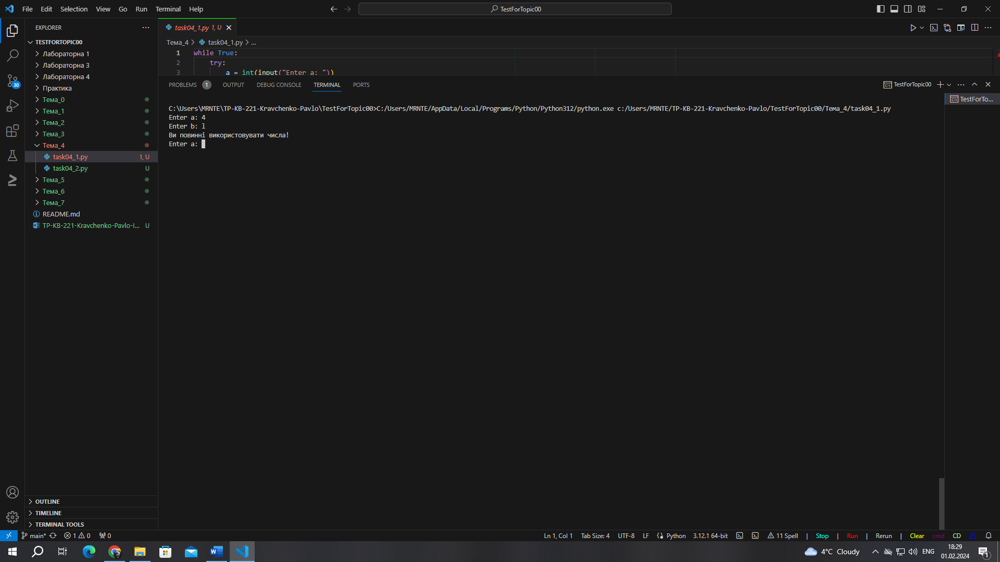 File Edit Selection View Go Run Terminal Help
TestForTopic00
EXPLORER
TESTFORTOPIC00
Лабораторна 1
Лабораторна 3
Лабораторна 4
Практика
Тема_0
Тема_1
Тема_2
Тема_3
Тема_4
task04_1.py 1, U
task04_2.py U
Тема_5
Тема_6
Тема_7
README.md
TP-KB-221-Kravchenko-Pavlo-I... U
30
OUTLINE
TIMELINE
TERMINAL TOOLS
task04_1.py 1, U
Тема_4 > task04_1.py > ...
1 while True:
2 try:
3 a = int(input("Enter a: "))
PROBLEMS 1 OUTPUT DEBUG CONSOLE TERMINAL PORTS
TestForTopic00
TestForTo...
C:\Users\MRNTE\TP-KB-221-Kravchenko-Pavlo\TestForTopic00>C:/Users/MRNTE/AppData/Local/Programs/Python/Python312/python.exe c:/Users/MRNTE/TP-KB-221-Kravchenko-Pavlo/TestForTopic00/Тема_4/task04_1.py
Enter a: 4
Enter b: l
Ви повинні використовувати числа!
Enter a:
main* 1 0 0
Ln 1, Col 1 Tab Size: 4 UTF-8 LF Python 3.12.1 64-bit 11 Spell | Stop | Run | Rerun | Clear cmd CD
4°C Cloudy ENG
18:29
01.02.2024
1